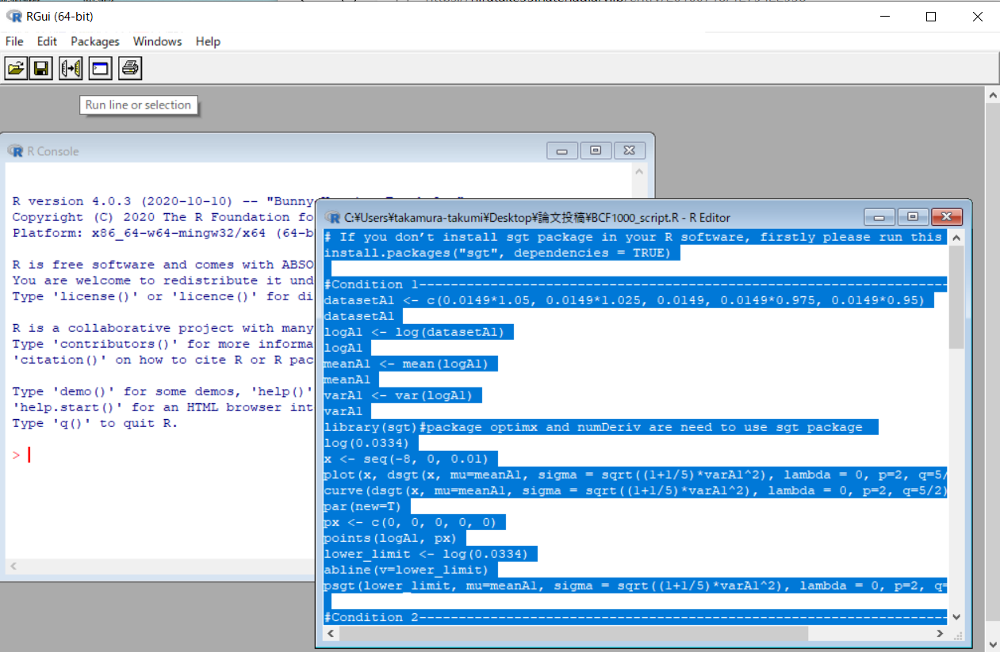 RGui (64-bit)
File Edit Packages Windows Help
Run line or selection
R Console
R version 4.0.3 (2020-10-10) -- "Bunny
Copyright (C) 2020 The R Foundation fo
Platform: x86_64-w64-mingw32/x64 (64-b
R is free software and comes with ABSO
You are welcome to redistribute it und
Type 'license()' or 'licence()' for di
R is a collaborative project with many
Type 'contributors()' for more informa
'citation()' on how to cite R or R pac
Type 'demo()' for some demos, 'help()'
'help.start()' for an HTML browser int
Type 'q()' to quit R.
>
C:¥Users¥takamura-takumi¥Desktop¥論文投稿¥BCF1000_script.R - R Editor
# If you don’t install sgt package in your R software, firstly please run this
install.packages("sgt", dependencies = TRUE)
#Condition 1-------------------------------------------------------------------
datasetA1 <- c(0.0149*1.05, 0.0149*1.025, 0.0149, 0.0149*0.975, 0.0149*0.95)
datasetA1
logA1 <- log(datasetA1)
logA1
meanA1 <- mean(logA1)
meanA1
varA1 <- var(logA1)
varA1
library(sgt)#package optimx and numDeriv are need to use sgt package
log(0.0334)
x <- seq(-8, 0, 0.01)
plot(x, dsgt(x, mu=meanA1, sigma = sqrt((1+1/5)*varA1^2), lambda = 0, p=2, q=5/
curve(dsgt(x, mu=meanA1, sigma = sqrt((1+1/5)*varA1^2), lambda = 0, p=2, q=5/2)
par(new=T)
px <- c(0, 0, 0, 0, 0)
points(logA1, px)
lower_limit <- log(0.0334)
abline(v=lower_limit)
psgt(lower_limit, mu=meanA1, sigma = sqrt((1+1/5)*varA1^2), lambda = 0, p=2, q=
#Condition 2-------------------------------------------------------------------